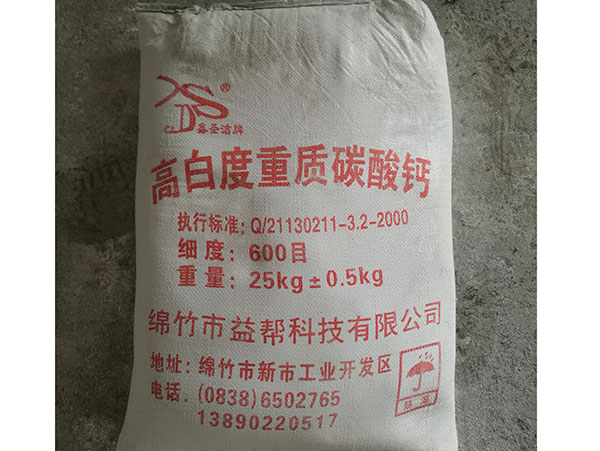 XSD®
鑫圣洁牌
高白度重质碳酸钙
执行标准: Q/21130211-3.2-2000
细度: 600目
重量: 25kg±0.5kg
绵竹市益帮科技有限公司
地址: 绵竹市新市工业开发区
电话. (0838)6502765
13890220517
防潮